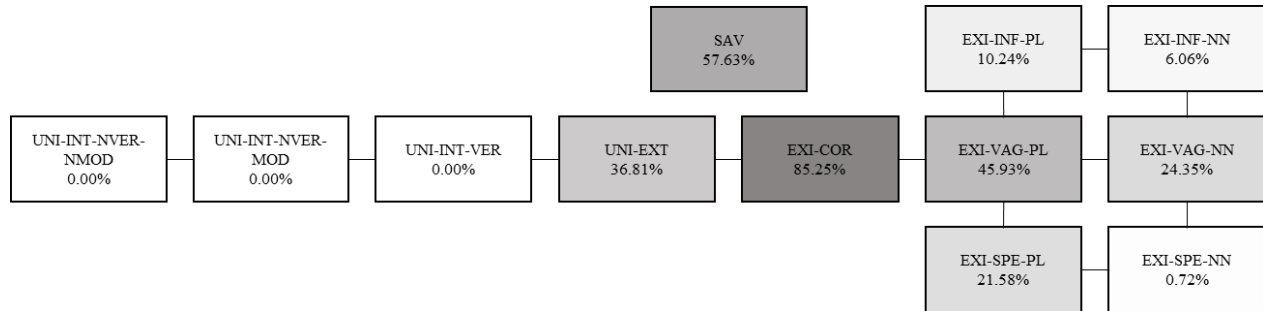 SAV
57.63%
EXI-INF-PL
10.24%
EXI-INF-NN
6.06%
UNI-INT-NVER-
NMOD
0.00%
UNI-INT-NVER-
MOD
0.00%
UNI-INT-VER
0.00%
UNI-EXT
36.81%
EXI-COR
85.25%
EXI-VAG-PL
45.93%
EXI-VAG-NN
24.35%
EXI-SPE-PL
21.58%
EXI-SPE-NN
0.72%